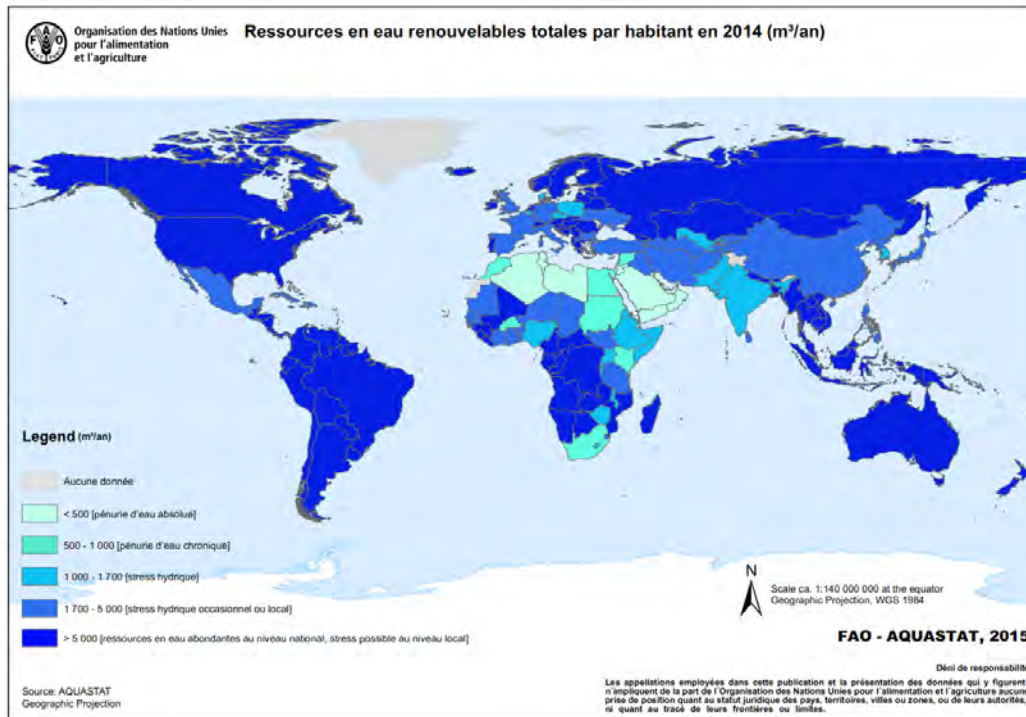 Organisation des Nations Unies
pour l'alimentation
et l'agriculture
Ressources en eau renouvelables totales par habitant en 2014 (m³/an)
Legend (m³/an)
Aucune donnée
< 500 [pénurie d'eau absolue]
500 - 1 000 [pénurie d'eau chronique]
1 000 - 1 700 [stress hydrique]
1 700 - 5 000 [stress hydrique occasionnel ou local]
> 5 000 [ressources en eau abondantes au niveau national, stress possible au niveau local]
N
Scale ca. 1:140 000 000 at the equator
Geographic Projection, WGS 1984
FAO - AQUASTAT, 2015
Déni de responsabilité
Les appellations employées dans cette publication et la présentation des données qui y figurent
n'impliquent de la part de l'Organisation des Nations Unies pour l'alimentation et l'agriculture aucune
prise de position quant au statut juridique des pays, territoires, villes ou zones, ou de leurs autorités,
ni quant au tracé de leurs frontières ou limites.
Source: AQUASTAT
Geographic Projection